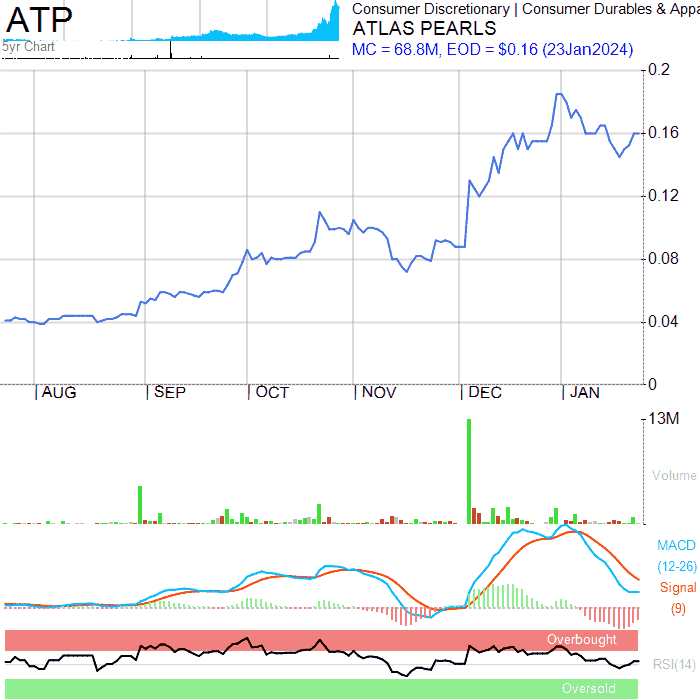 ATP
5yr Chart
Consumer Discretionary | Consumer Durables & Appa
ATLAS PEARLS
MC = 68.8M, EOD = $0.16 (23Jan2024)
0.2
0.16
0.12
0.08
0.04
0
AUG SEP OCT NOV DEC JAN
13M
Volume
MACD
(12-26)
Signal
(9)
Overbought
RSI(14)
Oversold